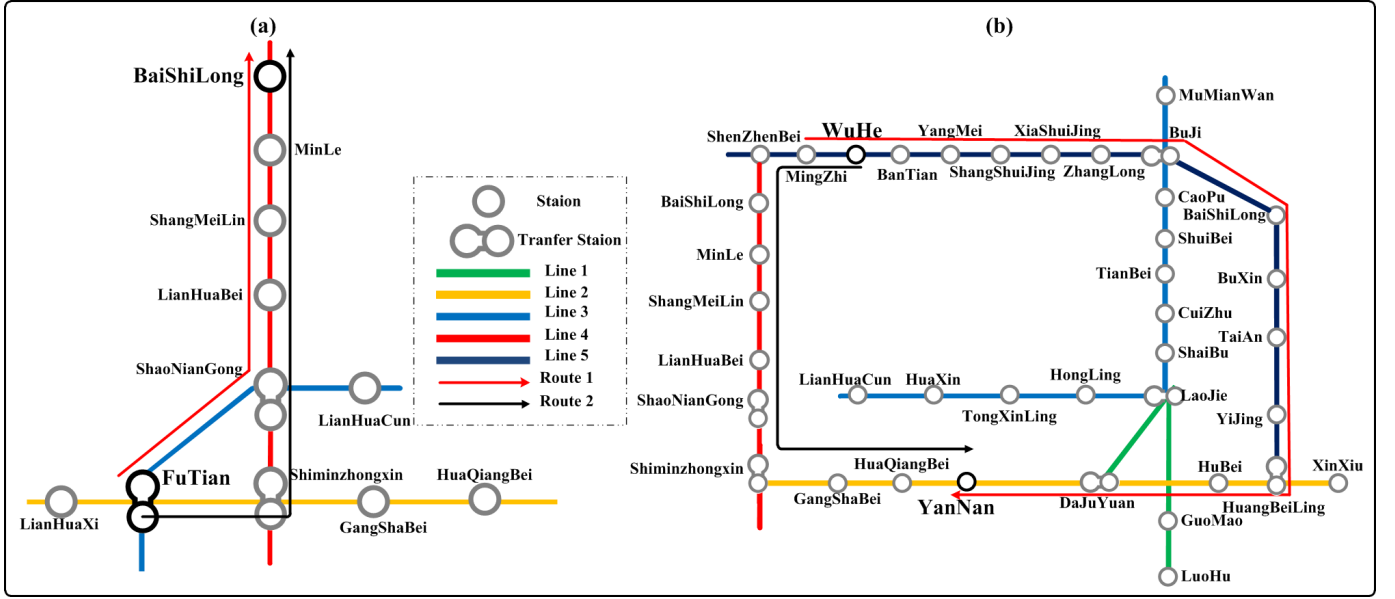 (a)
BaiShiLong
MinLe
ShangMeiLin
LianHuaBei
ShaoNianGong
LianHuaCun
FuTian
Shiminzhongxin
HuaQiangBei
LianHuaXi
GangShaBei
Staion
Tranfer Staion
Line 1
Line 2
Line 3
Line 4
Line 5
Route 1
Route 2
(b)
MuMianWan
ShenZhenBei
WuHe
YangMei
XiaShuiJing
BuJi
MingZhi
BanTian
ShangShuiJing
ZhangLong
BaiShiLong
CaoPu
BaiShiLong
ShuiBei
MinLe
TianBei
BuXin
ShangMeiLin
CuiZhu
TaiAn
LianHuaBei
ShaiBu
LianHuaCun
HuaXin
HongLing
ShaoNianGong
LaoJie
TongXinLing
YiJing
Shiminzhongxin
HuaQiangBei
HuBei
XinXiu
GangShaBei
YanNan
DaJuYuan
HuangBeiLing
GuoMao
LuoHu